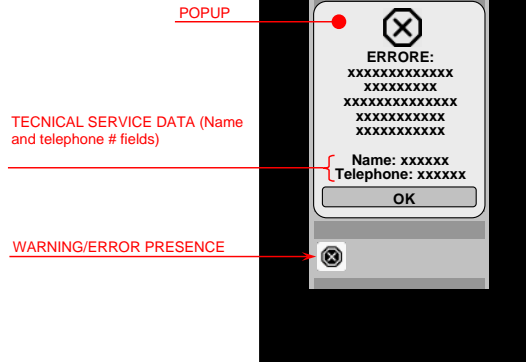 POPUP
ERRORE:
xxxxxxxxxxxxx
xxxxxxxxx
xxxxxxxxxxxxxx
xxxxxxxxxxx
xxxxxxxxxxx
TECNICAL SERVICE DATA (Name
and telephone # fields)
Name: xxxxxx
Telephone: xxxxxx
OK
WARNING/ERROR PRESENCE